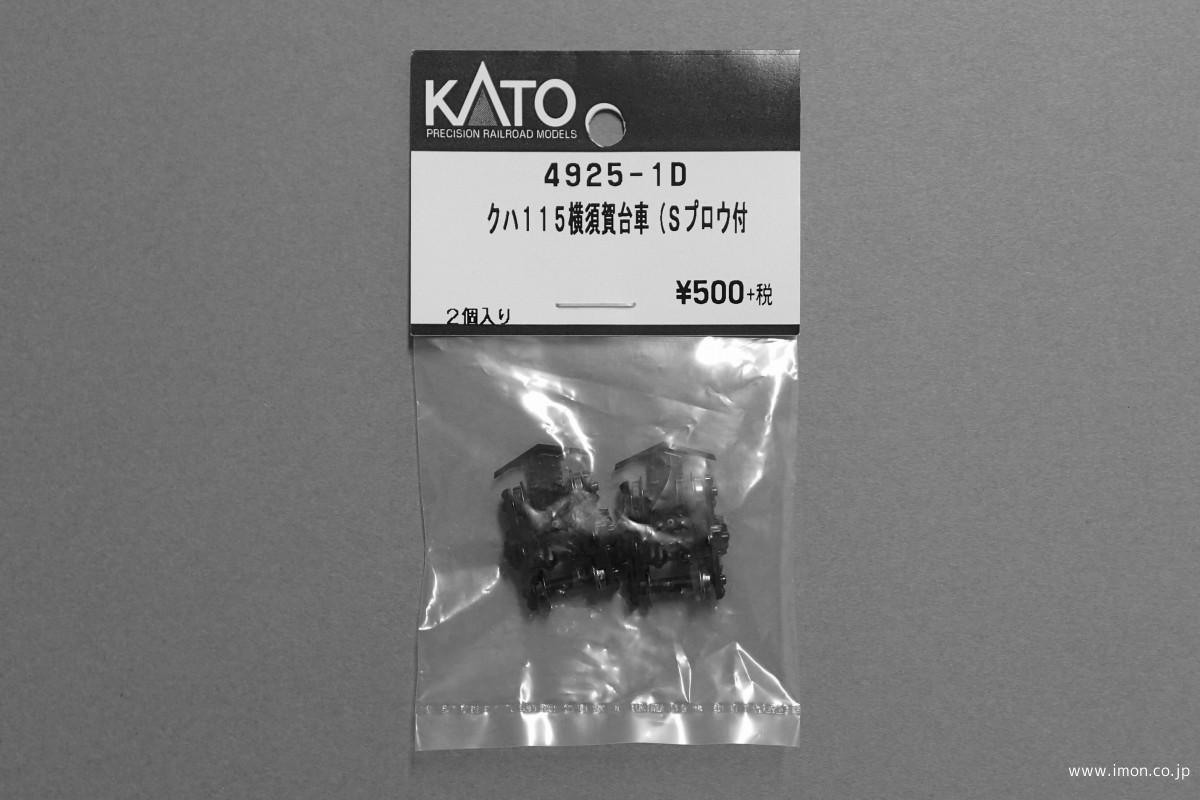 KATO
PRECISION RAILROAD MODELS
4925-1D
クハ115横須賀台車（Sプロウ付
¥500+税
2個入り
www.imon.co.jp